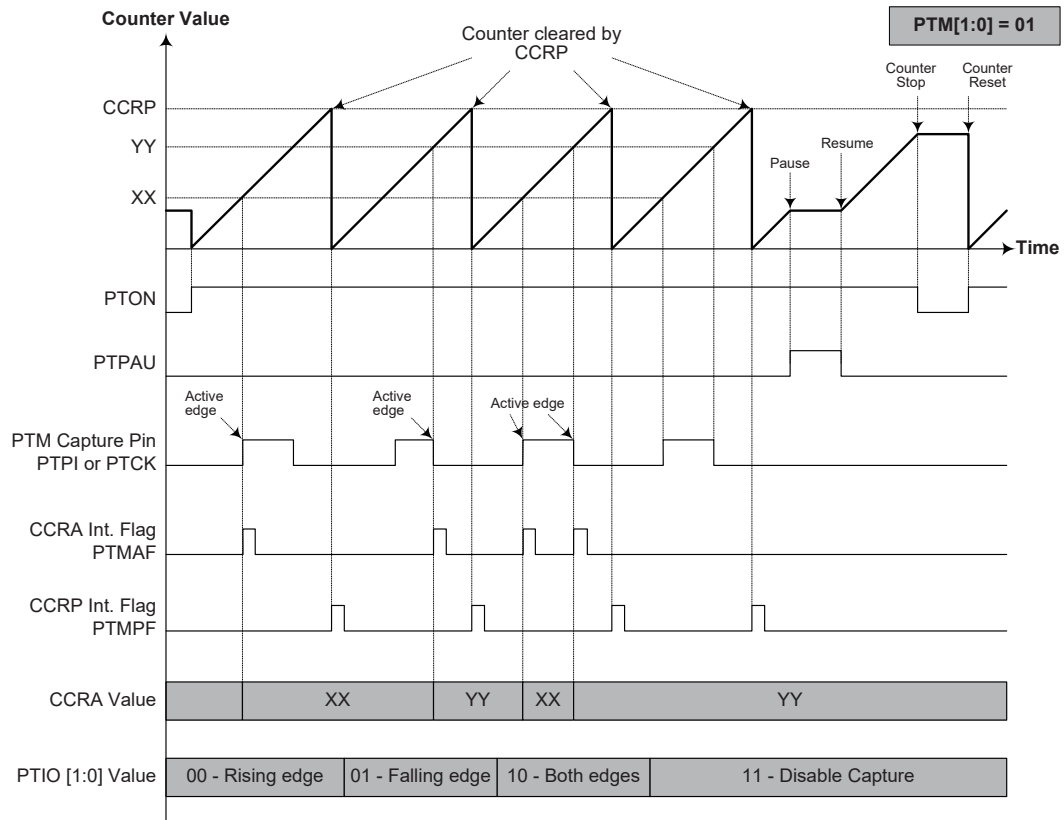 Counter Value
PTM[1:0] = 01
Counter cleared by
CCRP
Counter
Stop
Counter
Reset
CCRP
YY
XX
Pause
Resume
Time
PTON
PTPAU
Active
edge
Active
edge
Active edge
PTM Capture Pin
PTPI or PTCK
CCRA Int. Flag
PTMAF
CCRP Int. Flag
PTMPF
CCRA Value
XX
YY
XX
YY
PTIO [1:0] Value
00 - Rising edge
01 - Falling edge
10 - Both edges
11 - Disable Capture